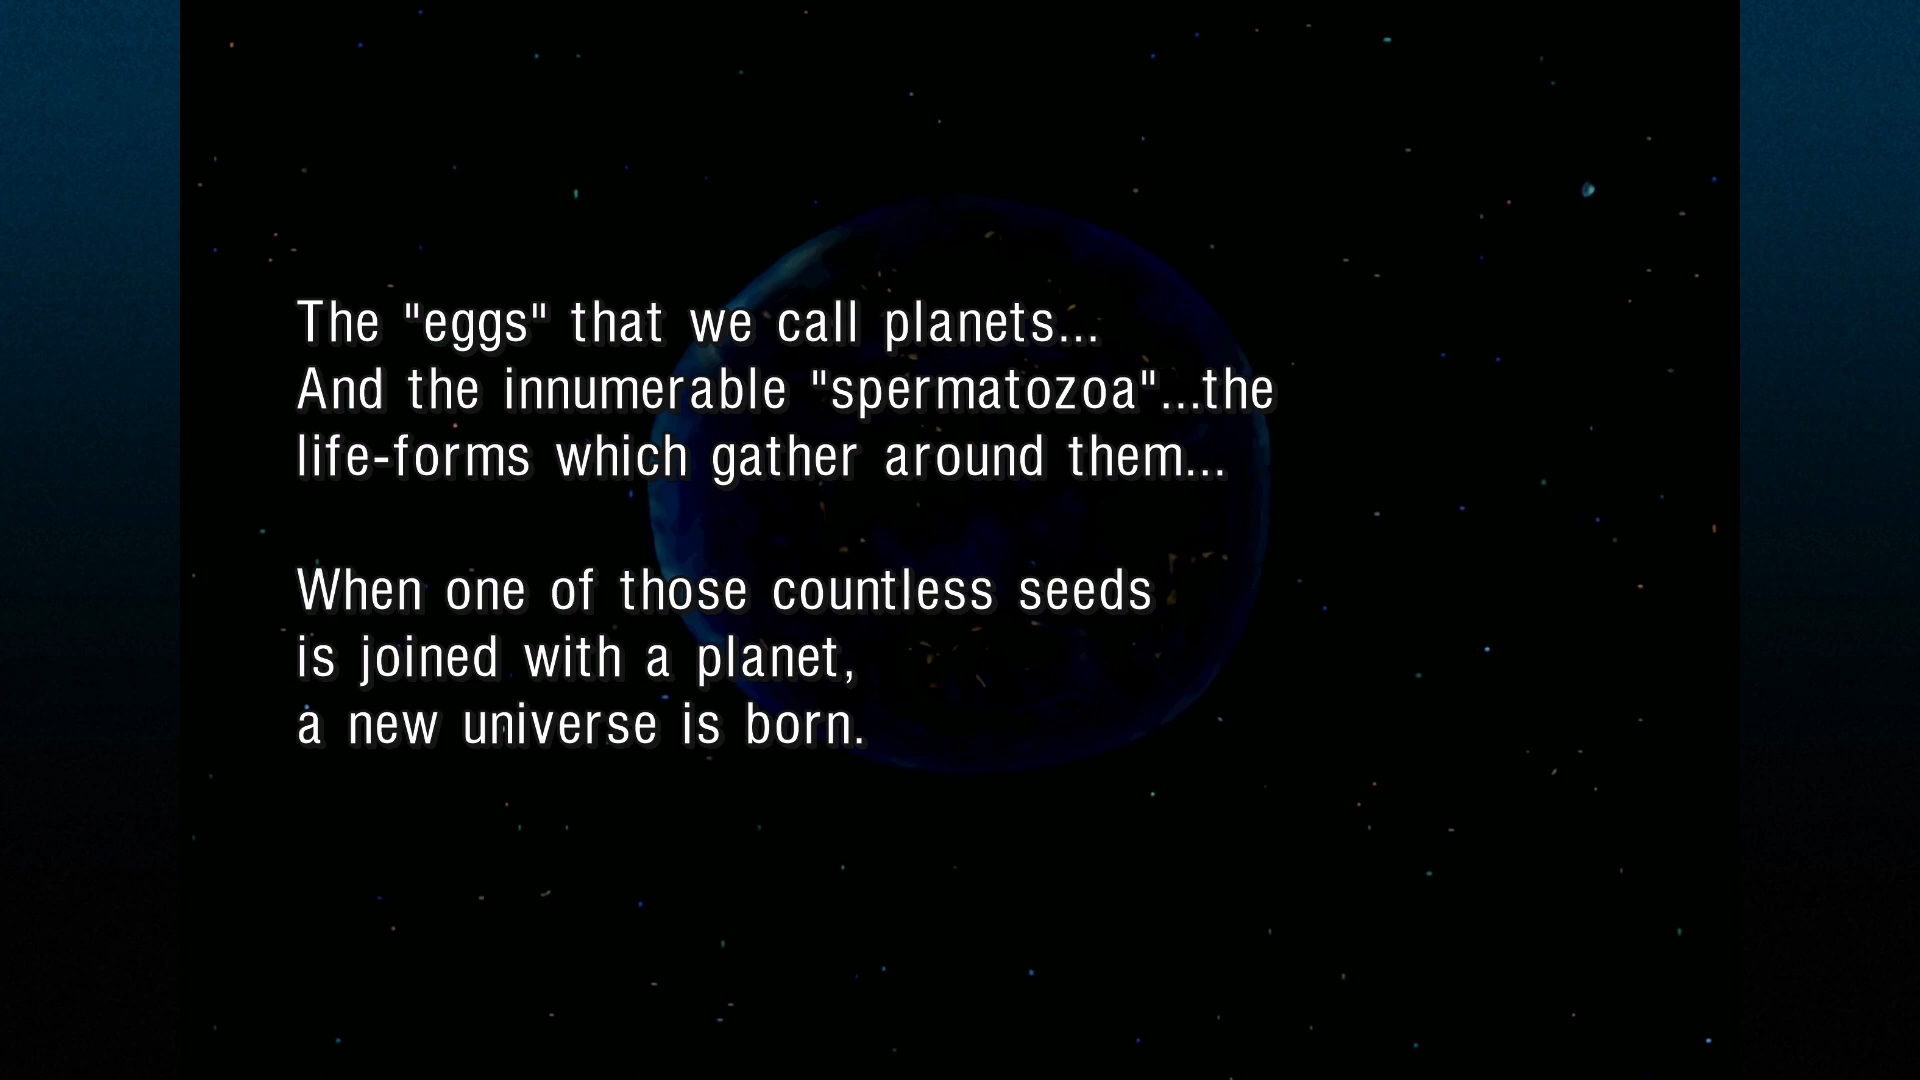 The "eggs" that we call planets...
And the innumerable "spermatozoa"...the
life-forms which gather around them...
When one of those countless seeds
is joined with a planet,
a new universe is born.